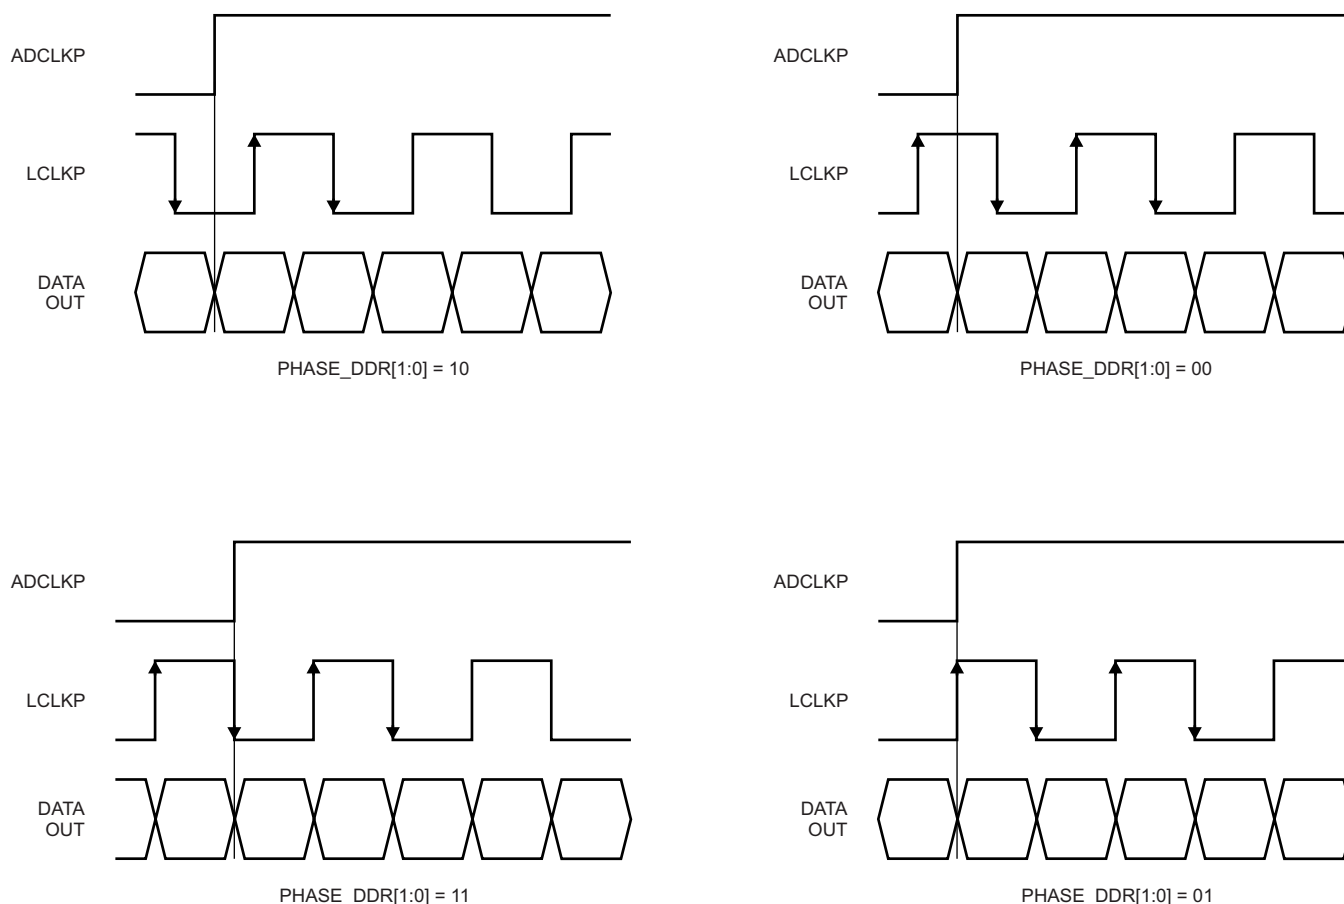 ADCLKP
LCLKP
DATA
OUT
PHASE_DDR[1:0] = 10
ADCLKP
LCLKP
DATA
OUT
PHASE_DDR[1:0] = 00
ADCLKP
LCLKP
DATA
OUT
PHASE_DDR[1:0] = 11
ADCLKP
LCLKP
DATA
OUT
PHASE_DDR[1:0] = 01